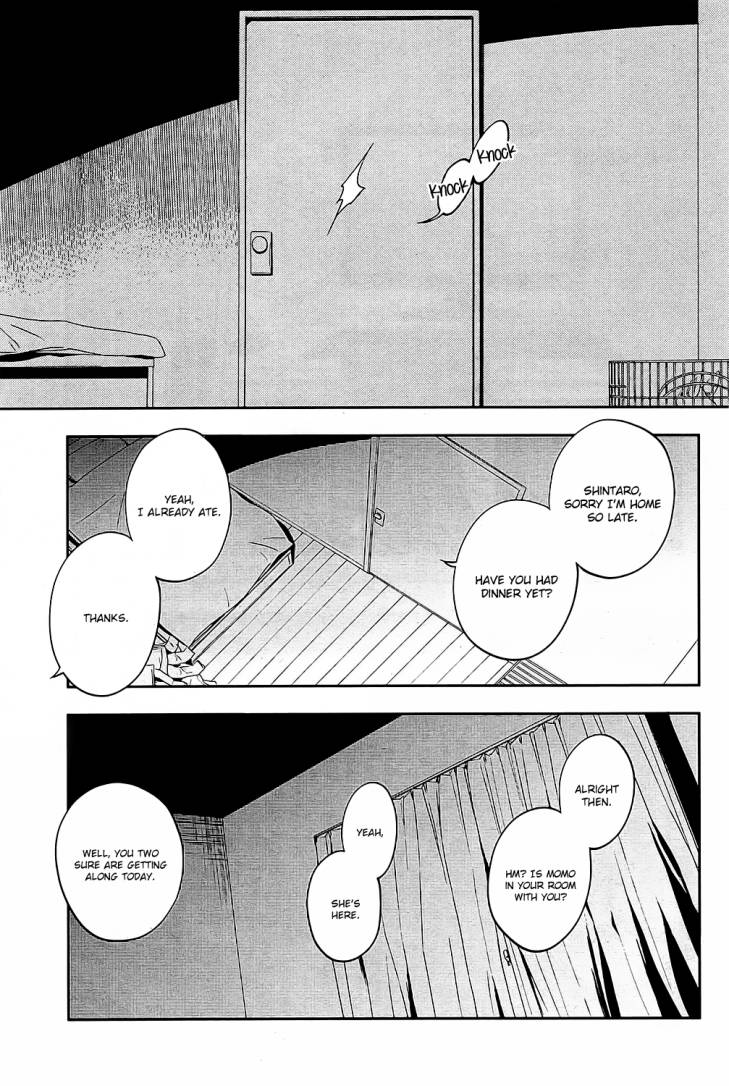 Knock
Knock
SHINTARO,
SORRY I'M HOME
SO LATE.
HAVE YOU HAD
DINNER YET?
YEAH,
I ALREADY ATE.
THANKS.
ALRIGHT
THEN.
HM? IS MOMO
IN YOUR ROOM
WITH YOU?
YEAH,
SHE'S
HERE.
WELL, YOU TWO
SURE ARE GETTING
ALONG TODAY.